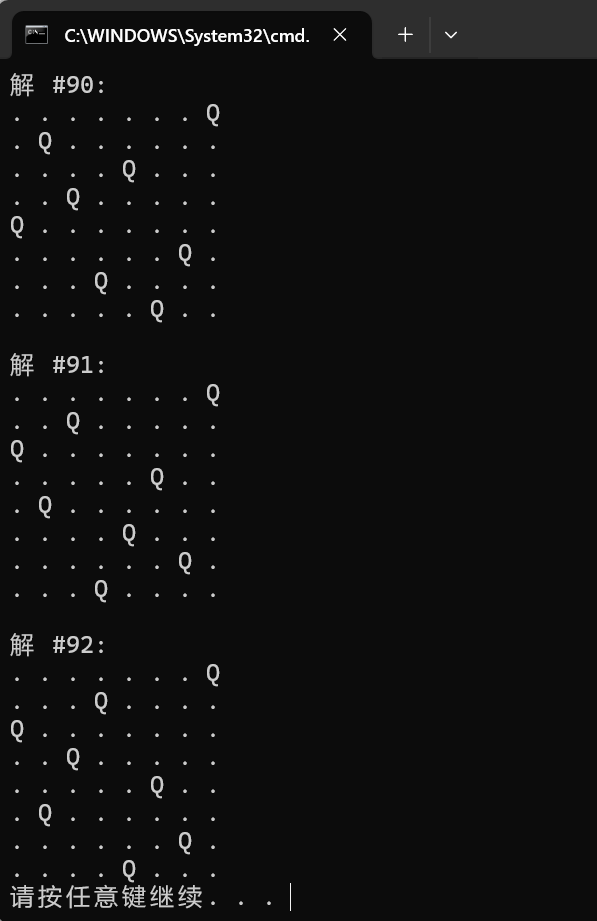 C:\WINDOWS\System32\cmd.
解 #90:
. . . . . . . Q
. Q . . . . . .
. . . . Q . . .
. . Q . . . . .
Q . . . . . . .
. . . . . . Q .
. . . Q . . . .
. . . . . Q . .
解 #91:
. . . . . . . Q
. . Q . . . . .
Q . . . . . . .
. . . . . Q . .
. Q . . . . . .
. . . . Q . . .
. . . . . . Q .
. . . Q . . . .
解 #92:
. . . . . . . Q
. . . Q . . . .
Q . . . . . . .
. . Q . . . . .
. . . . . Q . .
. Q . . . . . .
. . . . . . Q .
. . . . Q . . .
请按任意键继续. . .